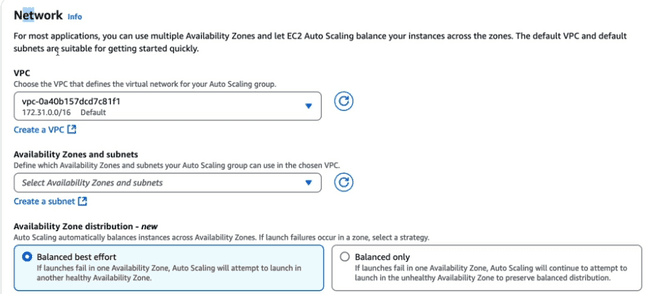 Network Info
For most applications, you can use multiple Availability Zones and let EC2 Auto Scaling balance your instances across the zones. The default VPC and default
subnets are suitable for getting started quickly.
VPC
Choose the VPC that defines the virtual network for your Auto Scaling group.
vpc-0a40b157dcd7c81f1
172.31.0.0/16 Default
Create a VPC
Availability Zones and subnets
Define which Availability Zones and subnets your Auto Scaling group can use in the chosen VPC.
Select Availability Zones and subnets
Create a subnet
Availability Zone distribution - new
Auto Scaling automatically balances instances across Availability Zones. If launch failures occur in a zone, select a strategy.
Balanced best effort
If launches fail in one Availability Zone, Auto Scaling will attempt to launch in
another healthy Availability Zone.
Balanced only
If launches fail in one Availability Zone, Auto Scaling will continue to attempt to
launch in the unhealthy Availability Zone to preserve balanced distribution.